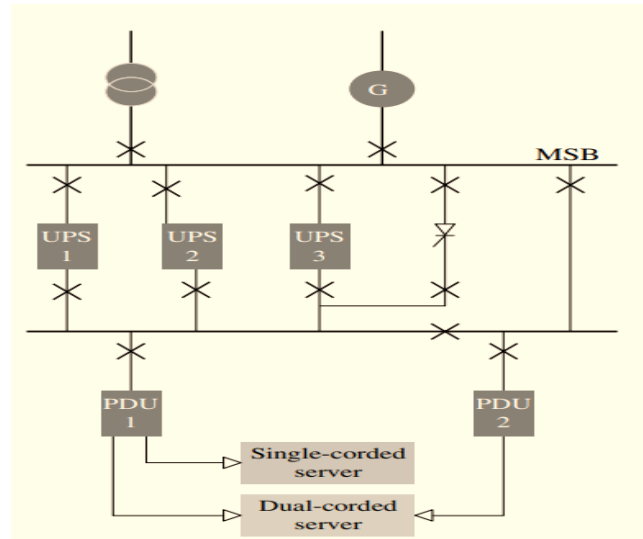 G
MSB
UPS
1
UPS
2
UPS
3
PDU
1
PDU
2
Single-corded
server
Dual-corded
server